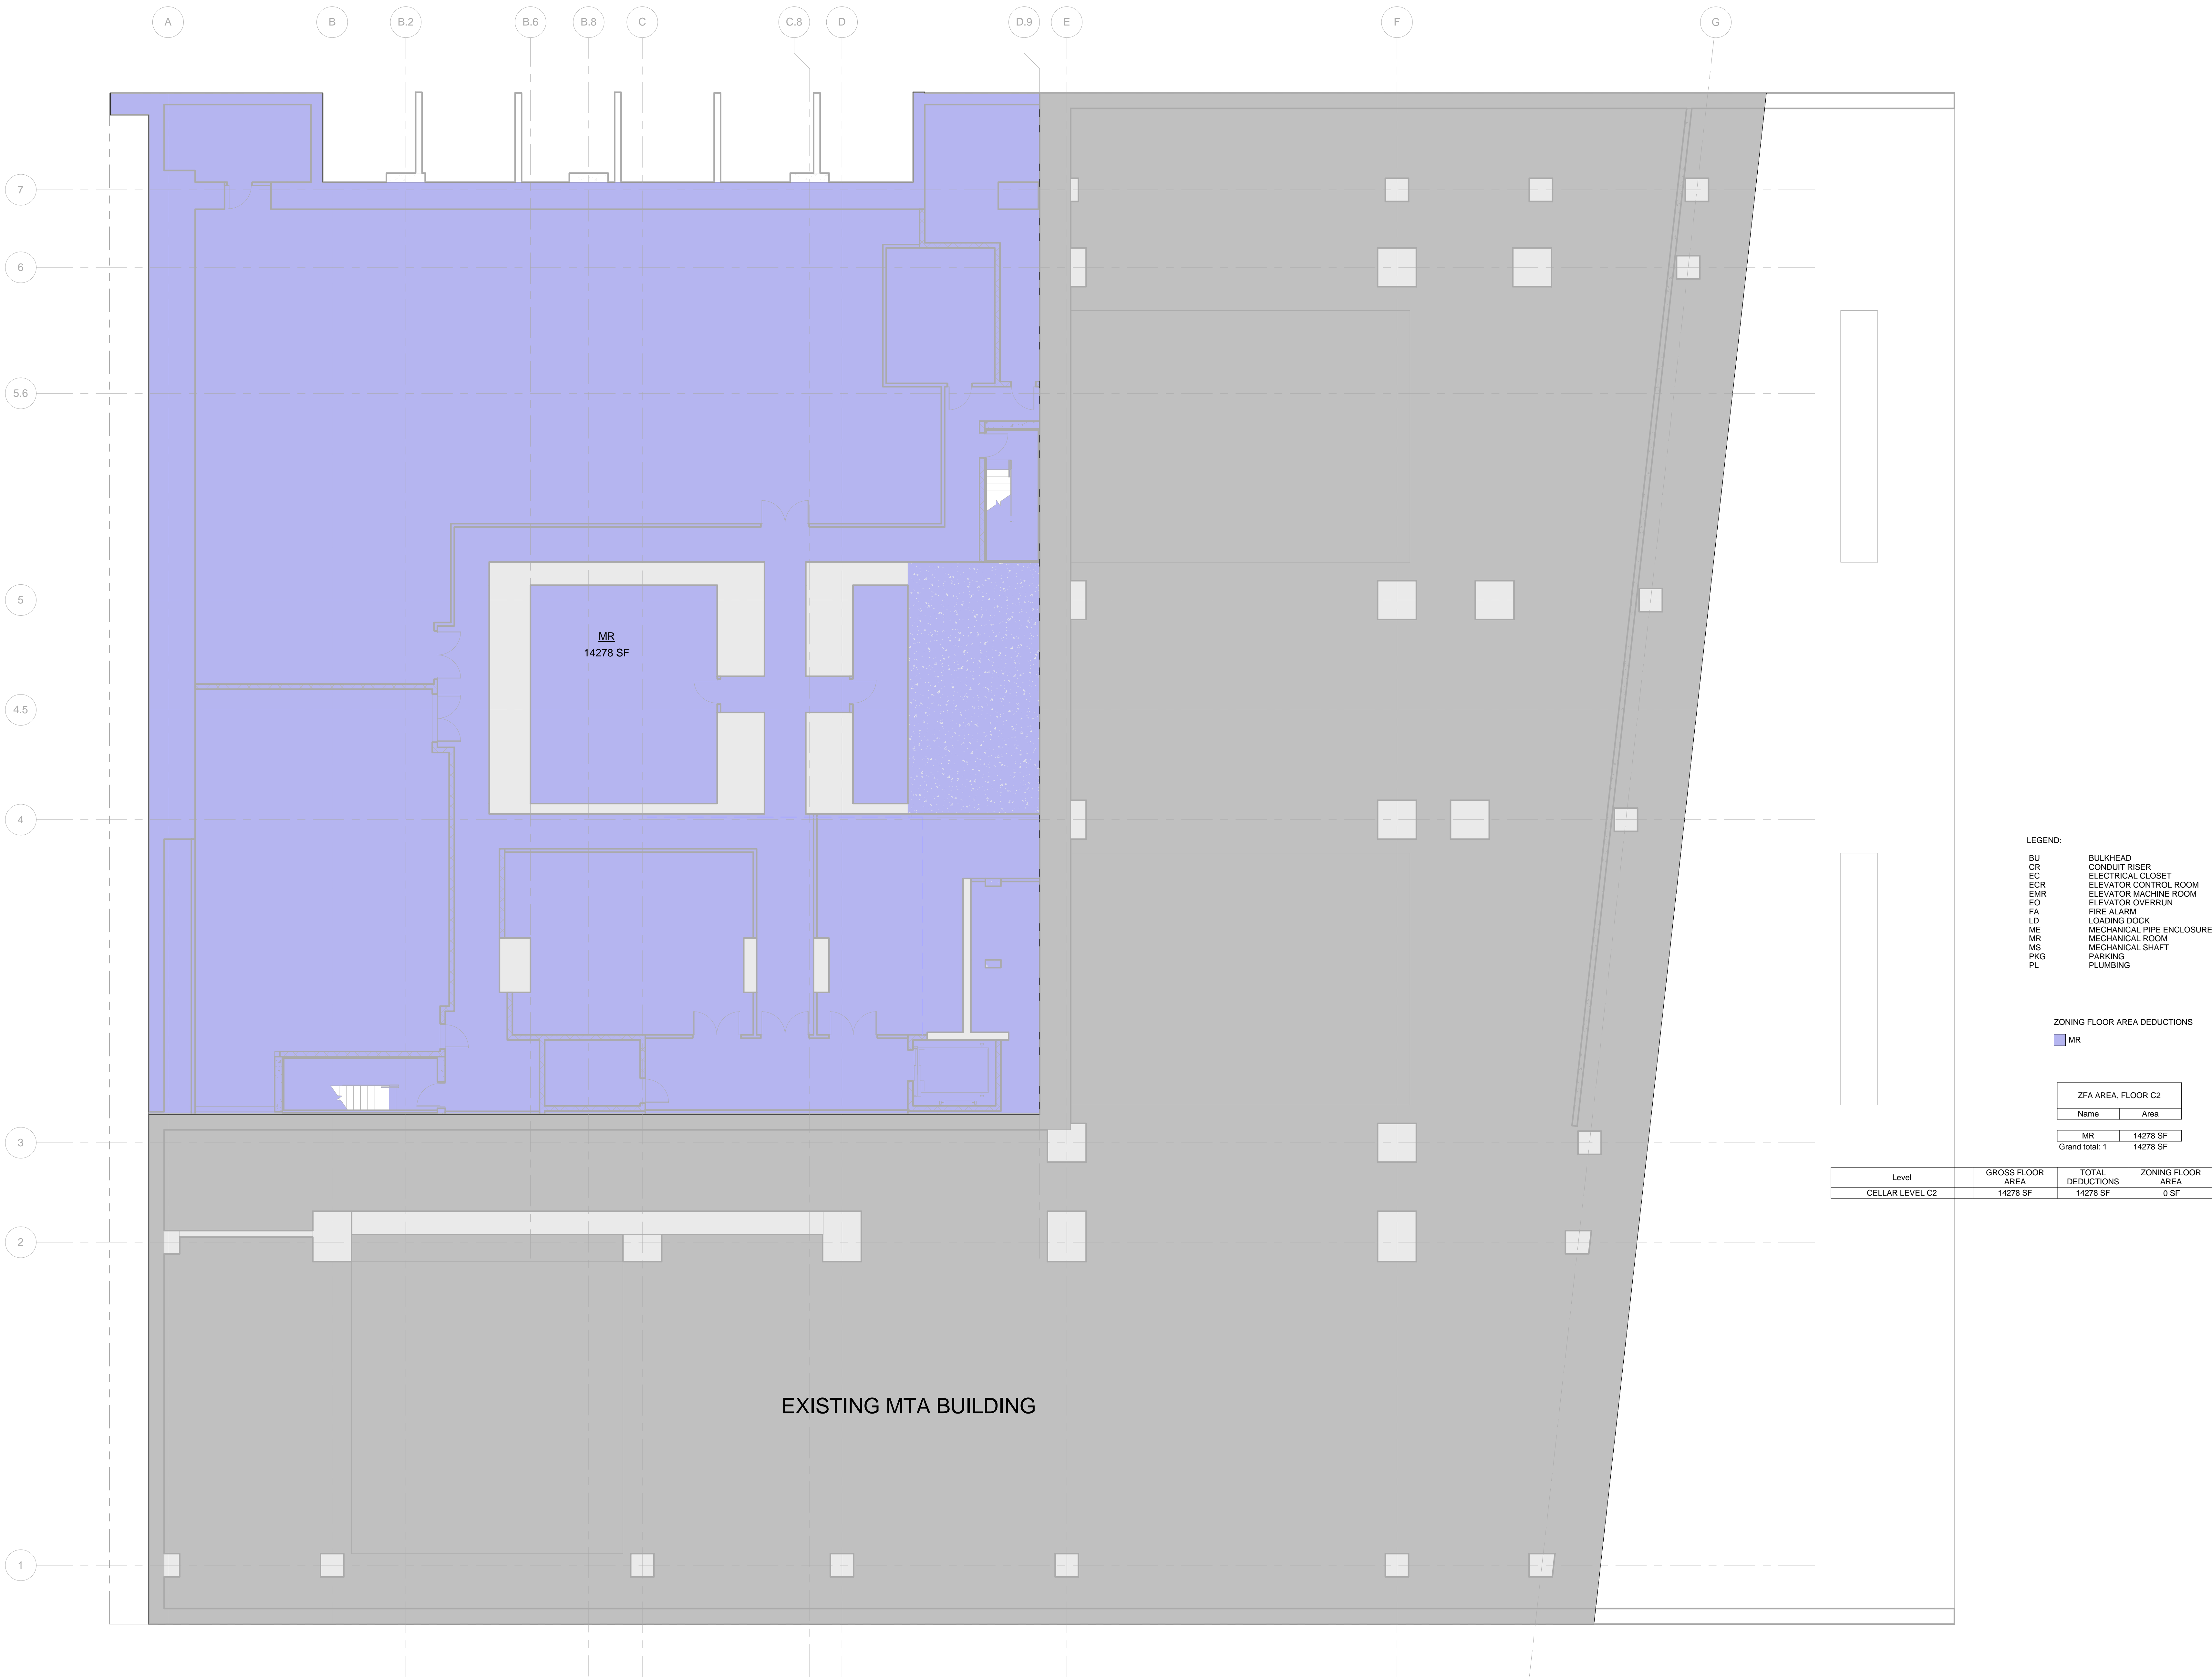 A B B.2 B.6 B.8 C C.8 D D.9 E F G
7
6
5.6
5
MR
14278 SF
4.5
4
LEGEND:
BU BULKHEAD
CR CONDUIT RISER
EC ELECTRICAL CLOSET
ECR ELEVATOR CONTROL ROOM
EMR ELEVATOR MACHINE ROOM
EO ELEVATOR OVERRUN
FA FIRE ALARM
LD LOADING DOCK
ME MECHANICAL PIPE ENCLOSURE
MR MECHANICAL ROOM
MS MECHANICAL SHAFT
PKG PARKING
PL PLUMBING
ZONING FLOOR AREA DEDUCTIONS
MR
ZFA AREA, FLOOR C2
Name Area
MR 14278 SF
Grand total: 1 14278 SF
3
Level GROSS FLOOR AREA TOTAL DEDUCTIONS ZONING FLOOR AREA
CELLAR LEVEL C2 14278 SF 14278 SF 0 SF
2
EXISTING MTA BUILDING
1